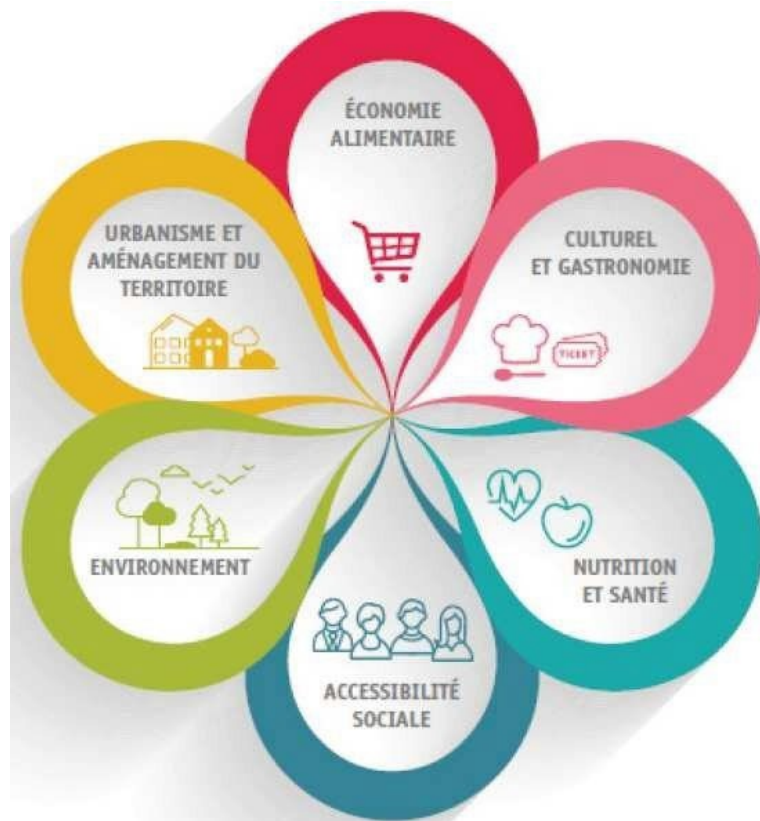 ÉCONOMIE
ALIMENTAIRE
CULTUREL
ET GASTRONOMIE
TICKET
NUTRITION
ET SANTÉ
ACCESSIBILITÉ
SOCIALE
ENVIRONNEMENT
URBANISME ET
AMÉNAGEMENT DU
TERRITOIRE